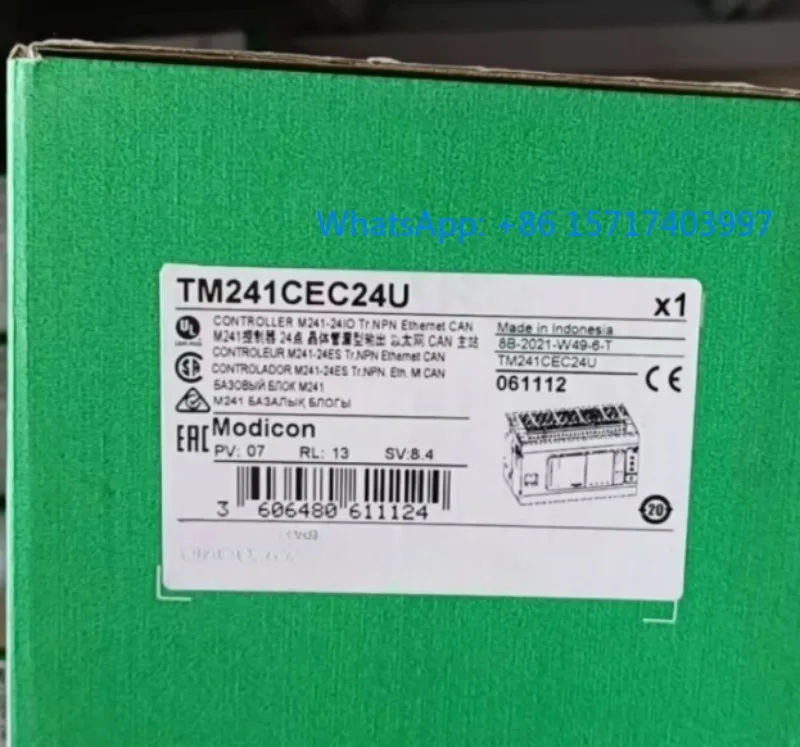 WhatsApp: +86 15717403997
TM241CEC24U
x1
CONTROLLER M241-24IO Tr.NPN Ethernet CAN
M241控制器 24点 晶体管漏型输出 以太网 CAN 主站
CONTROLEUR M241-24ES Tr.NPN Ethernet CAN
CONTROLADOR M241-24ES Tr.NPN. Eth. M CAN
БАЗОВЫЙ БЛОК M241
M241 БАЗАЛЫҚ БЛОГЫ
Made in Indonesia
8B-2021-W49-6-T
TM241CEC24U
061112
CE
UL
EAC
Modicon
PV: 07 RL: 13 SV:8.4
3 606480 611124
20